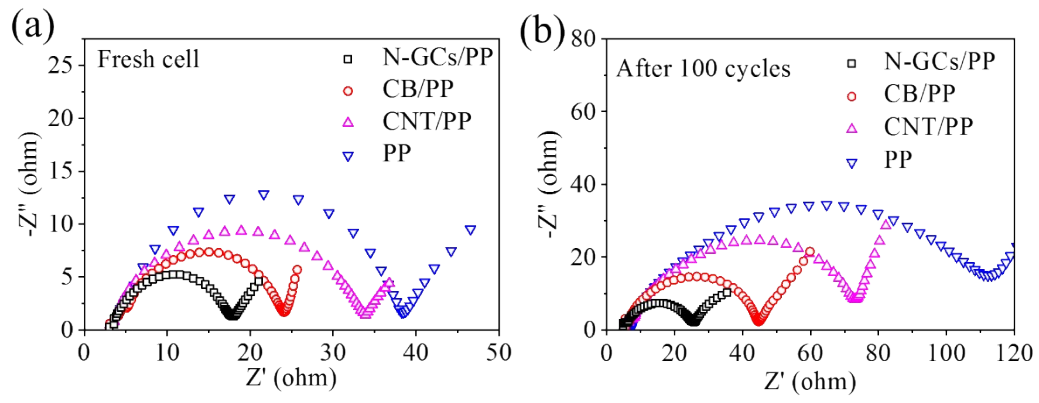 (a)
Fresh cell
N-GCs/PP
CB/PP
CNT/PP
PP
25
20
15
10
5
0
-Z" (ohm)
0 10 20 30 40 50
Z' (ohm)
(b)
After 100 cycles
N-GCs/PP
CB/PP
CNT/PP
PP
80
60
40
20
0
-Z" (ohm)
0 20 40 60 80 100 120
Z' (ohm)